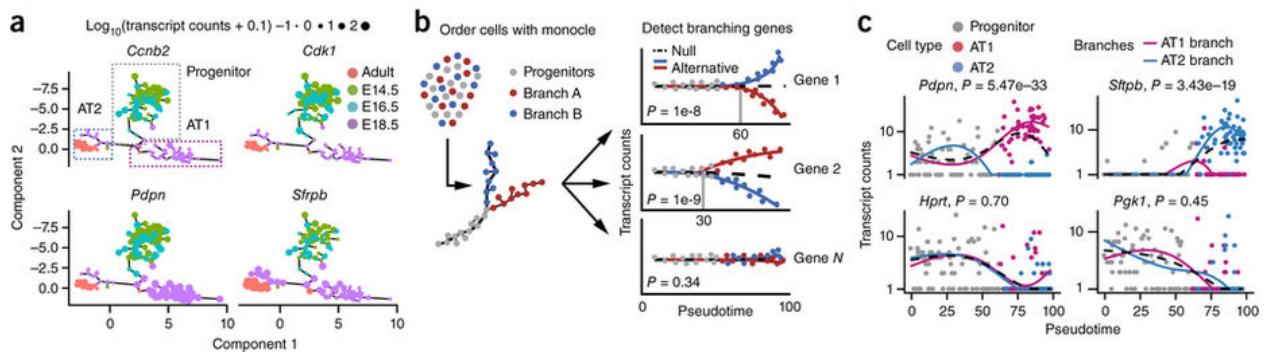 a
Log10(transcript counts + 0.1) −1 · 0 • 1 ● 2 ●
Ccnb2
Cdk1
Progenitor
AT2
AT1
Adult
E14.5
E16.5
E18.5
−7.5
−5.0
−2.5
0.0
Pdpn
Sfrpb
−7.5
−5.0
−2.5
0.0
Component 2
0 5 10 0 5 10
Component 1
b
Order cells with monocle
Progenitors
Branch A
Branch B
Detect branching genes
Null
Alternative
Gene 1
P = 1e-8
60
Gene 2
P = 1e-9
30
Gene N
P = 0.34
Transcript counts
0 50 100
Pseudotime
c
Cell type
Progenitor
AT1
AT2
Branches
AT1 branch
AT2 branch
Pdpn, P = 5.47e–33
Sftpb, P = 3.43e–19
10
1
10
1
Hprt, P = 0.70
Pgk1, P = 0.45
10
1
10
1
Transcript counts
0 25 50 75 100 0 25 50 75 100
Pseudotime